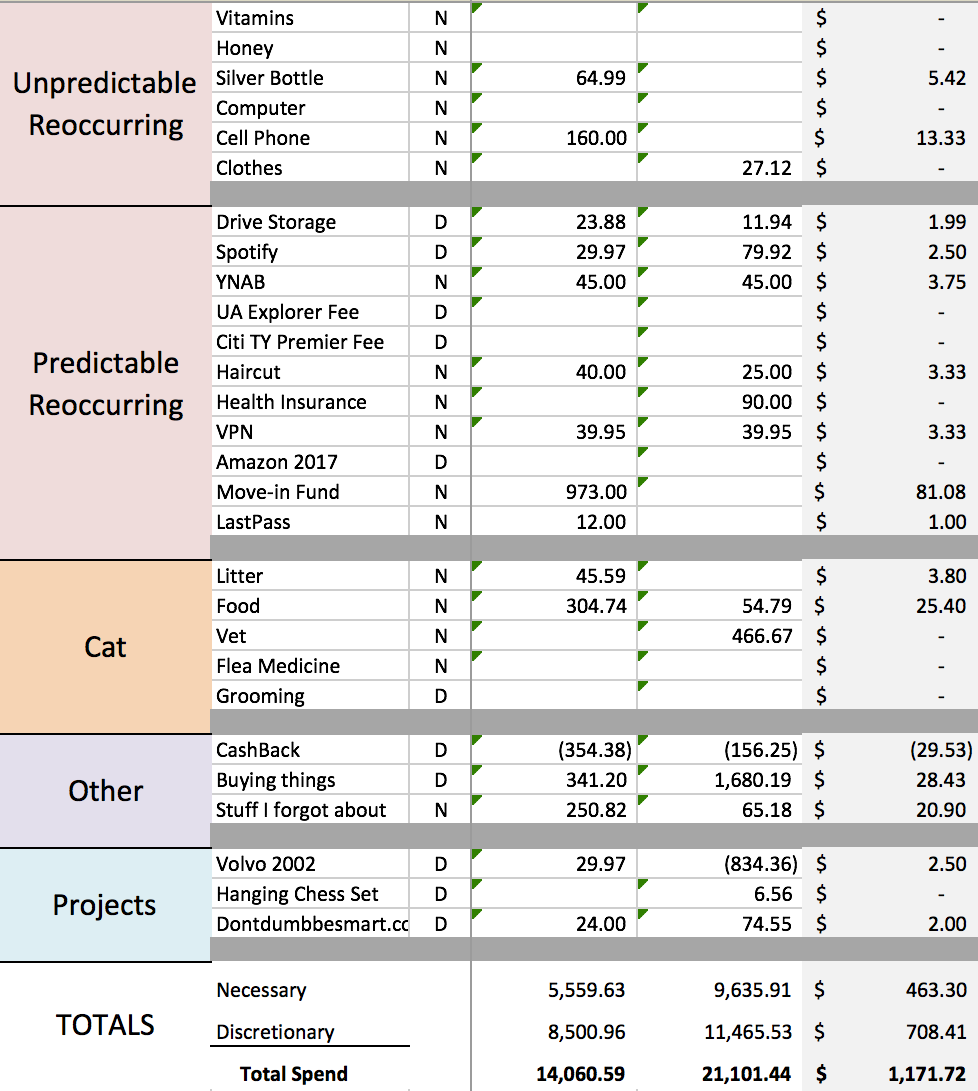 Unpredictable
Reoccurring
Vitamins N $ -
Honey N $ -
Silver Bottle N 64.99 $ 5.42
Computer N $ -
Cell Phone N 160.00 $ 13.33
Clothes N 27.12 $ -
Predictable
Reoccurring
Drive Storage D 23.88 11.94 $ 1.99
Spotify D 29.97 79.92 $ 2.50
YNAB N 45.00 45.00 $ 3.75
UA Explorer Fee D $ -
Citi TY Premier Fee D $ -
Haircut N 40.00 25.00 $ 3.33
Health Insurance N 90.00 $ -
VPN N 39.95 39.95 $ 3.33
Amazon 2017 D $ -
Move-in Fund N 973.00 $ 81.08
LastPass N 12.00 $ 1.00
Cat
Litter N 45.59 $ 3.80
Food N 304.74 54.79 $ 25.40
Vet N 466.67 $ -
Flea Medicine N $ -
Grooming D $ -
Other
CashBack D (354.38) (156.25) $ (29.53)
Buying things D 341.20 1,680.19 $ 28.43
Stuff I forgot about N 250.82 65.18 $ 20.90
Projects
Volvo 2002 D 29.97 (834.36) $ 2.50
Hanging Chess Set D 6.56 $ -
Dontdumbbesmart.cc D 24.00 74.55 $ 2.00
TOTALS
Necessary 5,559.63 9,635.91 $ 463.30
Discretionary 8,500.96 11,465.53 $ 708.41
Total Spend 14,060.59 21,101.44 $ 1,171.72